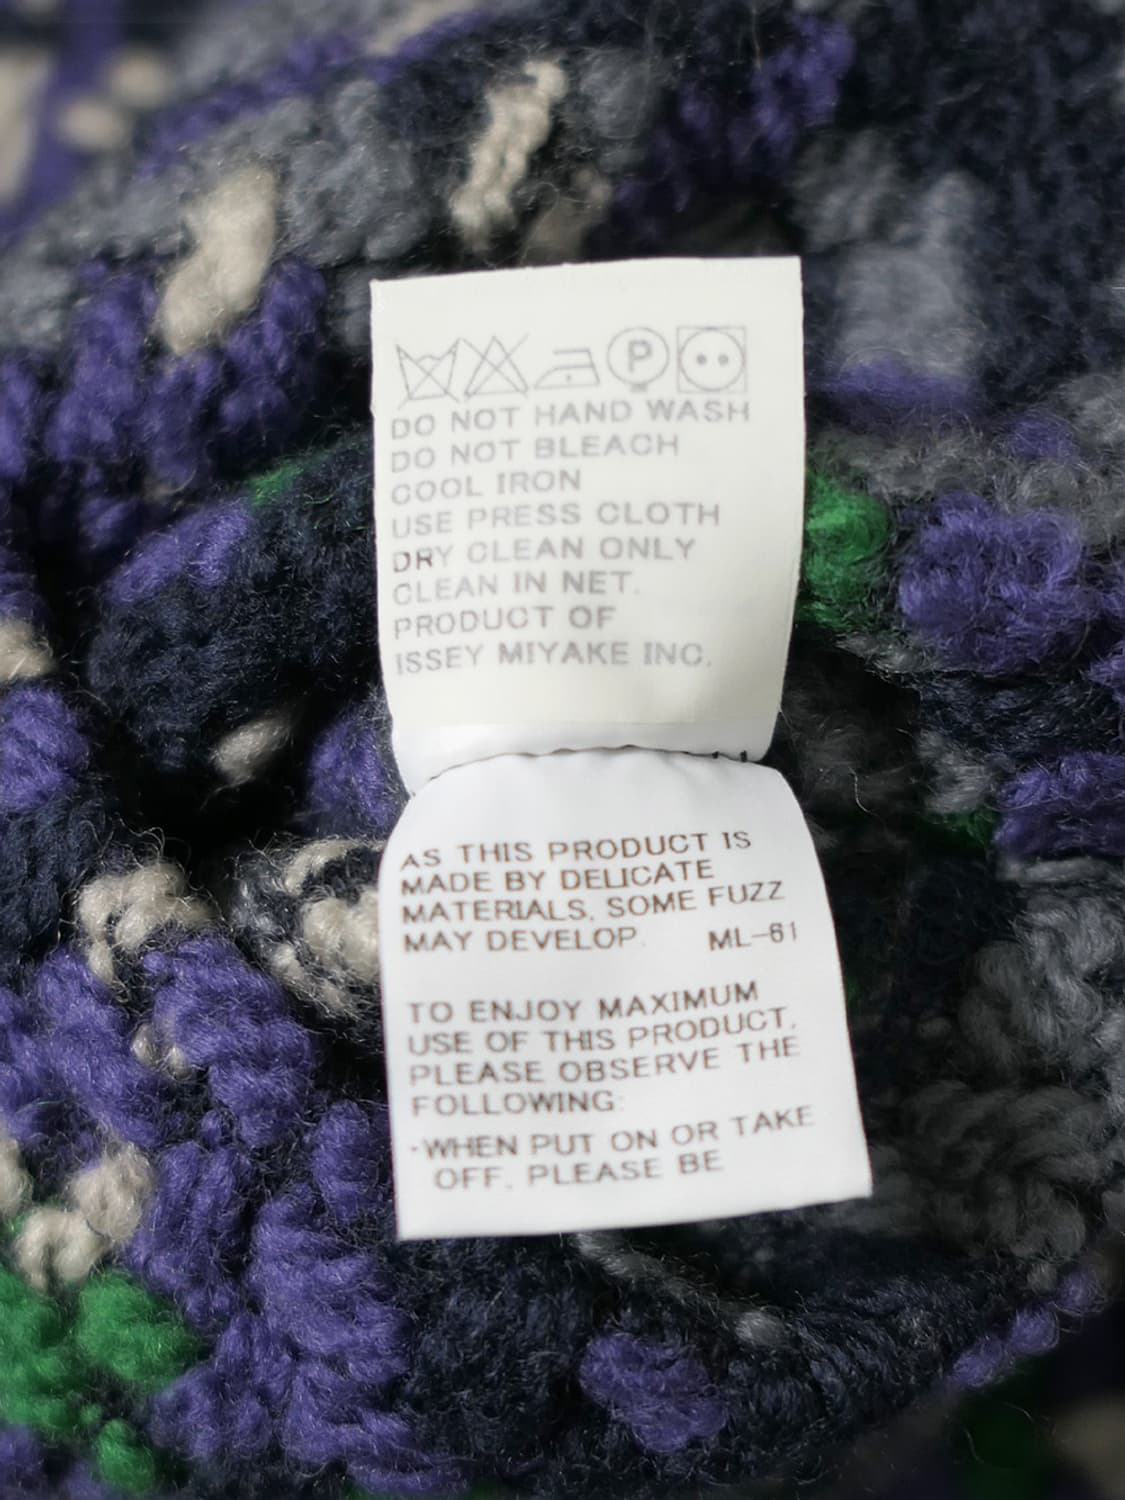 P
DO NOT HAND WASH
DO NOT BLEACH
COOL IRON
USE PRESS CLOTH
DRY CLEAN ONLY
CLEAN IN NET.
PRODUCT OF
ISSEY MIYAKE INC.
AS THIS PRODUCT IS
MADE BY DELICATE
MATERIALS, SOME FUZZ
MAY DEVELOP. ML-61
TO ENJOY MAXIMUM
USE OF THIS PRODUCT,
PLEASE OBSERVE THE
FOLLOWING:
·WHEN PUT ON OR TAKE
OFF, PLEASE BE